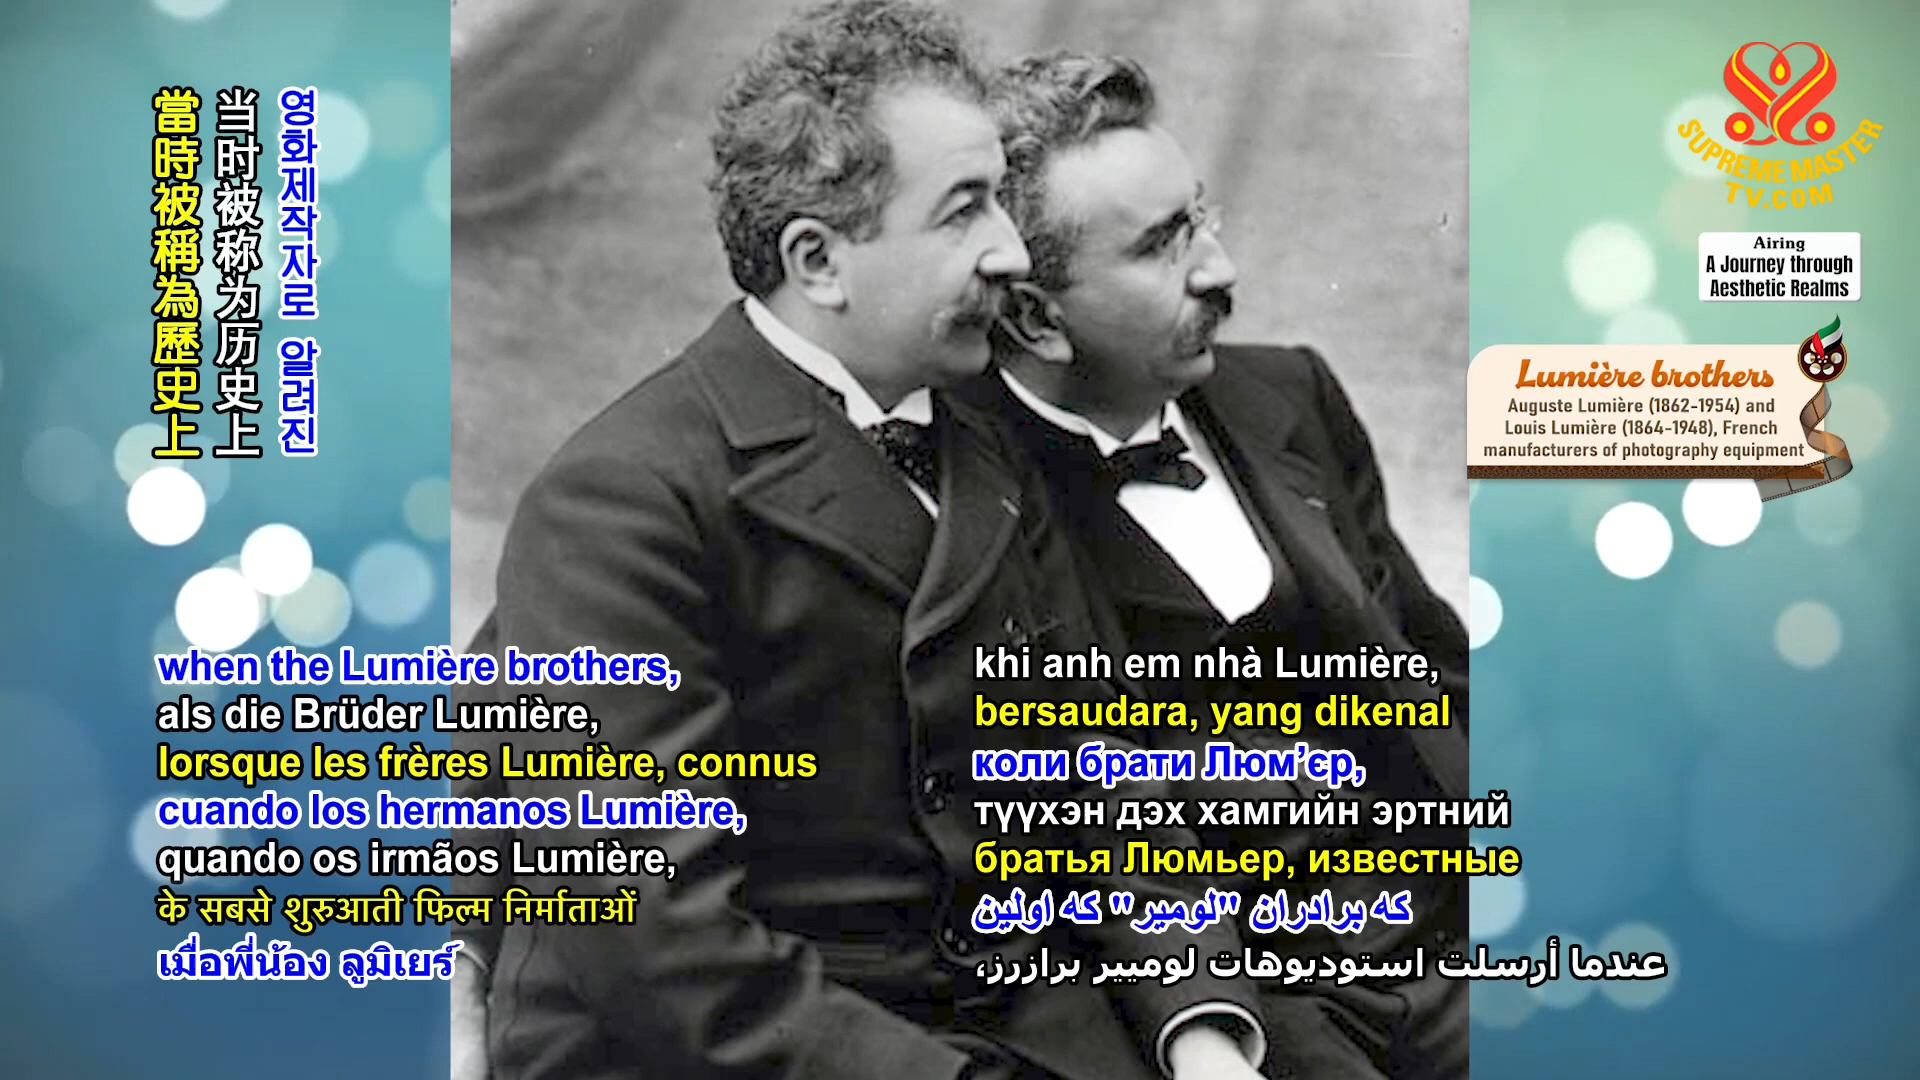 當時被稱為歷史上
当时被称为历史上
영화제작자로 알려진
SUPREME MASTER
TV.COM
Airing
A Journey through
Aesthetic Realms
Lumière brothers
Auguste Lumière (1862-1954) and
Louis Lumière (1864-1948), French
manufacturers of photography equipment
when the Lumière brothers,
als die Brüder Lumière,
lorsque les frères Lumière, connus
cuando los hermanos Lumière,
quando os irmãos Lumière,
के सबसे शुरुआती फिल्म निर्माताओं
เมื่อพี่น้อง ลูมิเยร์
khi anh em nhà Lumière,
bersaudara, yang dikenal
коли брати Люм’єр,
түүхэн дэх хамгийн эртний
братья Люмьер, известные
که برادران "لومیر" که اولین
عندما أرسلت استوديوهات لوميير برازرز،